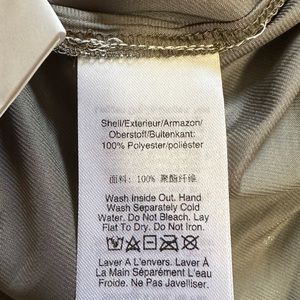 Shell/Exterieur/Armazon/
Oberstoff/Buitenkant:
100% Polyester/poliéster
面料: 100% 聚酯纤维
Wash Inside Out. Hand
Wash Separately Cold
Water. Do Not Bleach. Lay
Flat To Dry. Do Not Iron.
Laver A L'envers. Laver À
La Main Séparément L'eau
Froide. Ne Pas Javeliser.